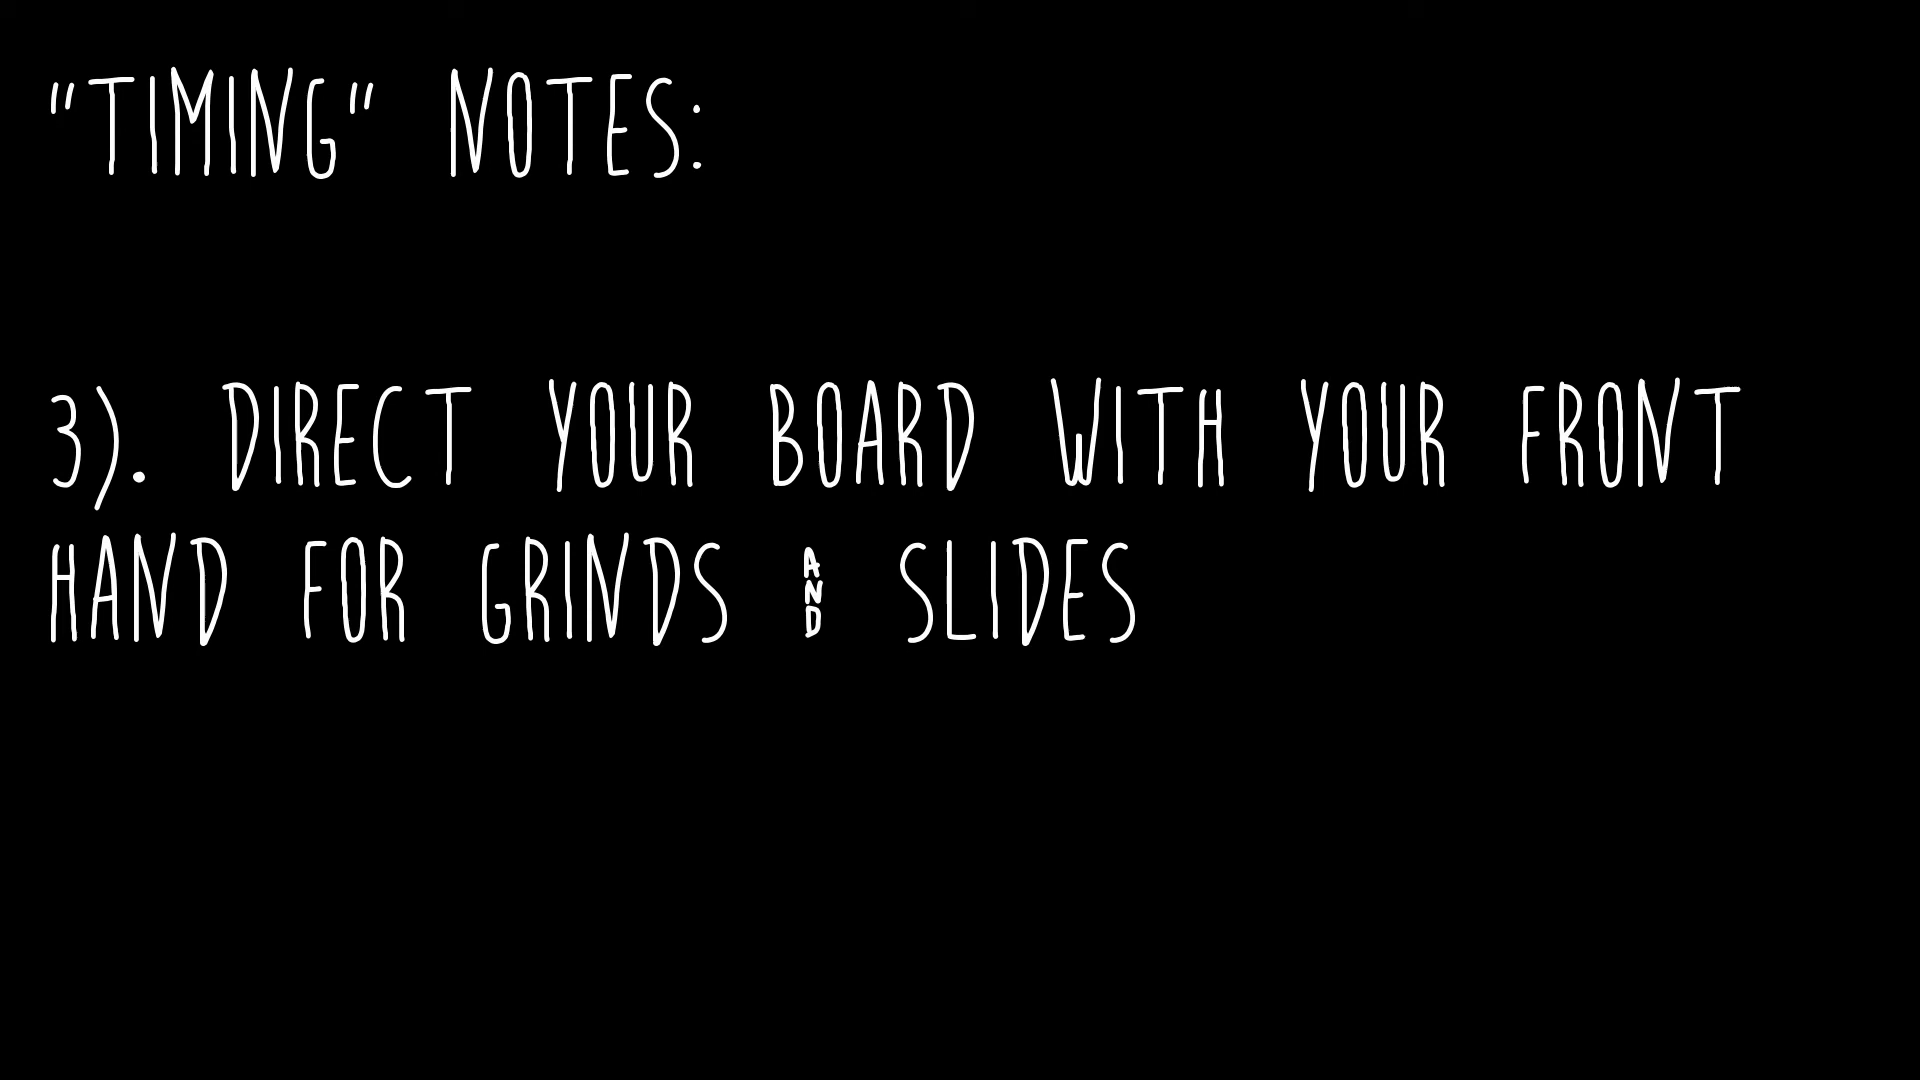 "TIMING" NOTES:
3). DIRECT YOUR BOARD WITH YOUR FRONT
HAND FOR GRINDS AND SLIDES